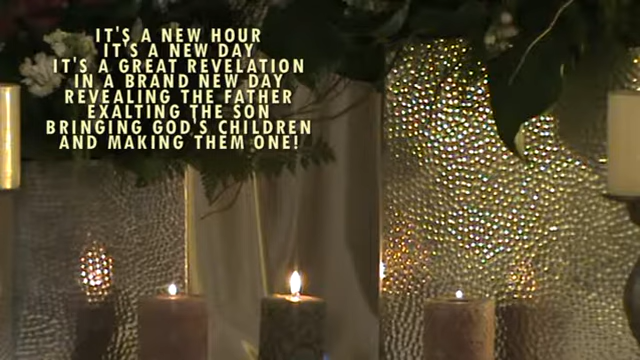 IT'S A NEW HOUR
IT'S A NEW DAY
IT'S A GREAT REVELATION
IN A BRAND NEW DAY
REVEALING THE FATHER
EXALTING THE SON
BRINGING GOD'S CHILDREN
AND MAKING THEM ONE!